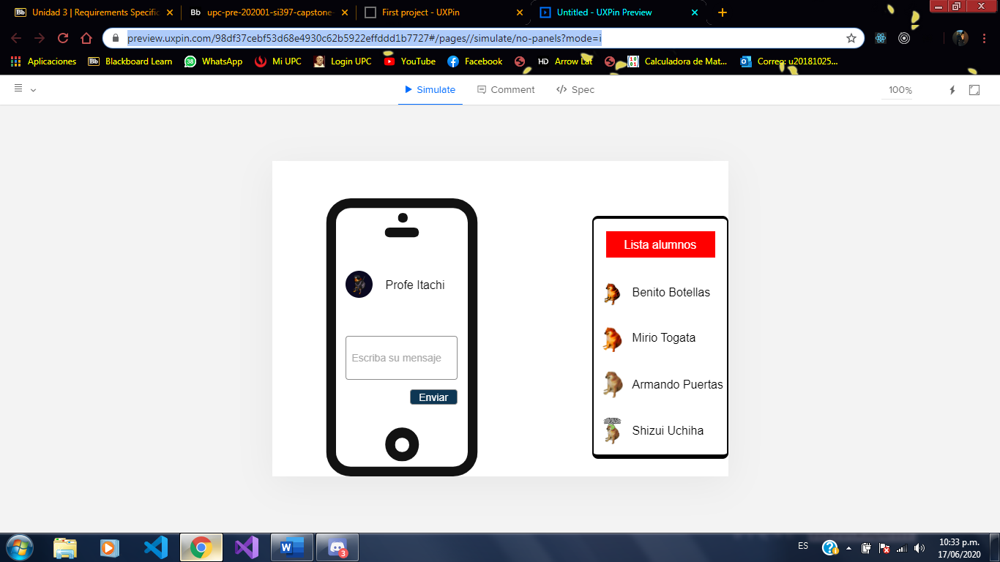 Unidad 3 | Requirements Specific
upc-pre-202001-si397-capstone-
First project - UXPin
Untitled - UXPin Preview
preview.uxpin.com/98df37cebf53d68e4930c62b5922effddd1b7727#/pages//simulate/no-panels?mode=i
Aplicaciones Blackboard Learn WhatsApp Mi UPC Login UPC YouTube Facebook HD Arrow Lat Calculadora de Mat... Correo: u20181025...
Simulate Comment Spec 100%
Lista alumnos
Profe Itachi
Benito Botellas
Mirio Togata
Escriba su mensaje
Armando Puertas
Enviar
Shizui Uchiha
ES
10:33 p.m.
17/06/2020